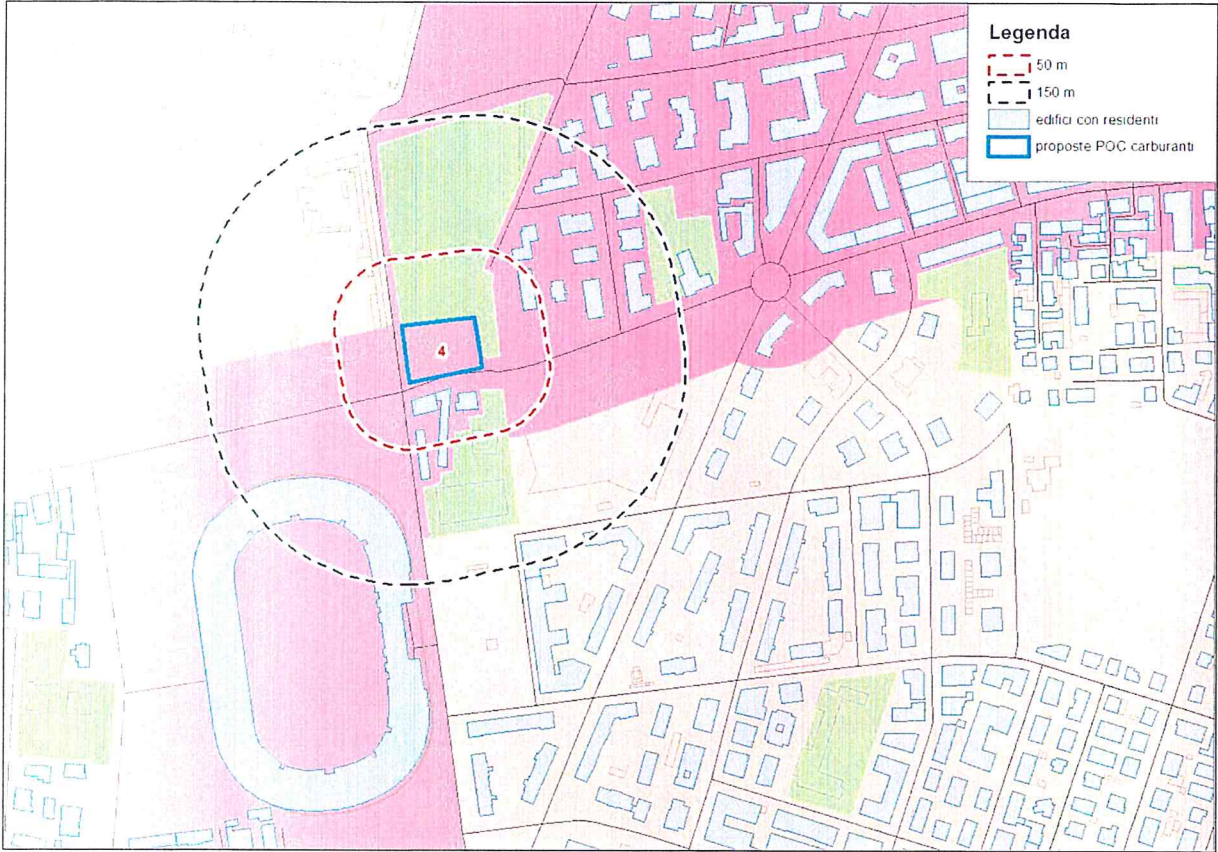 Legenda
50 m
150 m
edifici con residenti
proposte POC carburanti
4